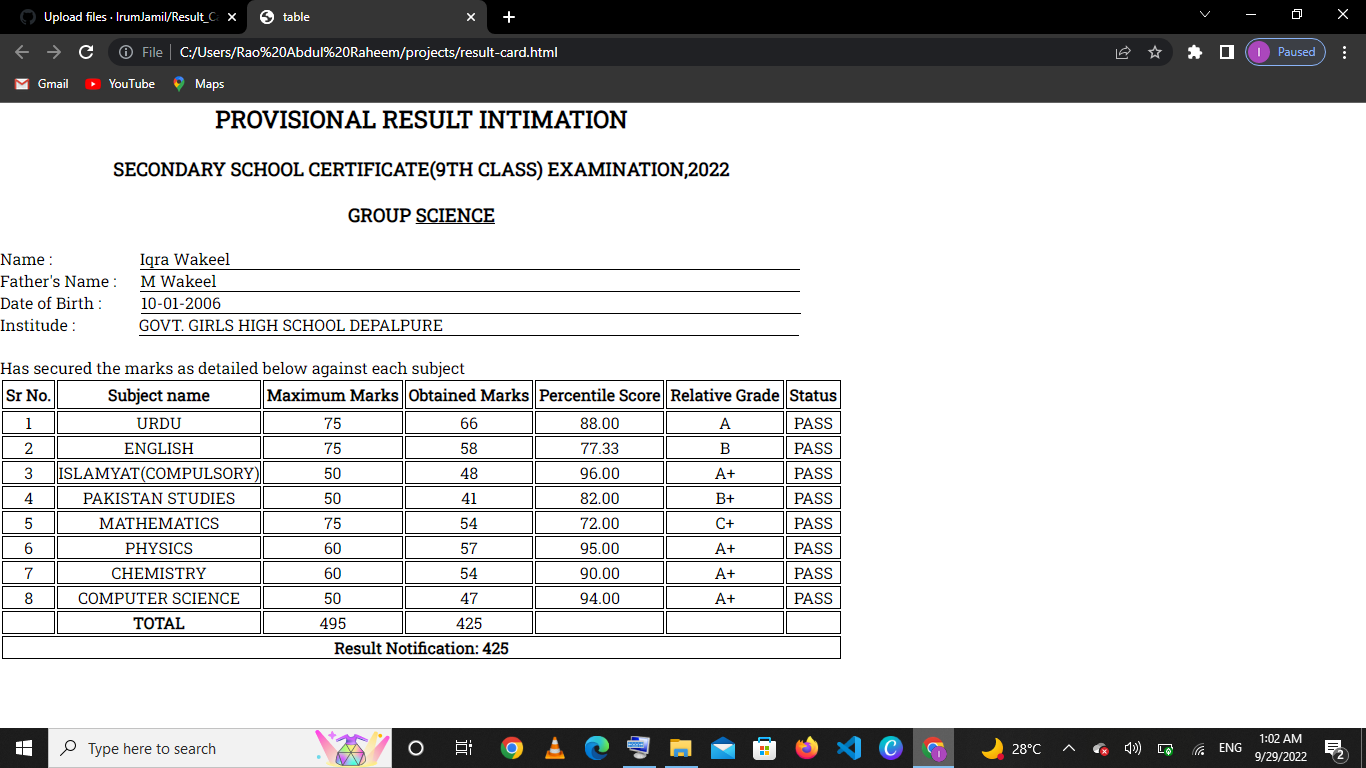 Upload files · IrumJamil/Result_C
table
File
C:/Users/Rao%20Abdul%20Raheem/projects/result-card.html
I
Paused
Gmail
YouTube
Maps
PROVISIONAL RESULT INTIMATION
SECONDARY SCHOOL CERTIFICATE(9TH CLASS) EXAMINATION,2022
GROUP SCIENCE
Name : Iqra Wakeel
Father's Name : M Wakeel
Date of Birth : 10-01-2006
Institude : GOVT. GIRLS HIGH SCHOOL DEPALPURE
Has secured the marks as detailed below against each subject
Sr No. Subject name Maximum Marks Obtained Marks Percentile Score Relative Grade Status
1 URDU 75 66 88.00 A PASS
2 ENGLISH 75 58 77.33 B PASS
3 ISLAMYAT(COMPULSORY) 50 48 96.00 A+ PASS
4 PAKISTAN STUDIES 50 41 82.00 B+ PASS
5 MATHEMATICS 75 54 72.00 C+ PASS
6 PHYSICS 60 57 95.00 A+ PASS
7 CHEMISTRY 60 54 90.00 A+ PASS
8 COMPUTER SCIENCE 50 47 94.00 A+ PASS
TOTAL 495 425
Result Notification: 425
Type here to search
28°C
ENG
1:02 AM
9/29/2022
2